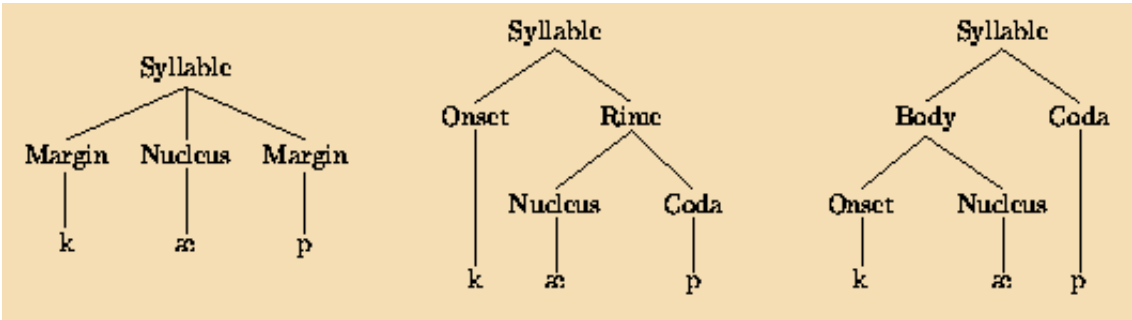 Syllable
Margin Nucleus Margin
k æ p
Syllable
Onset Rime
Nucleus Coda
k æ p
Syllable
Body Coda
Onset Nucleus
k æ p